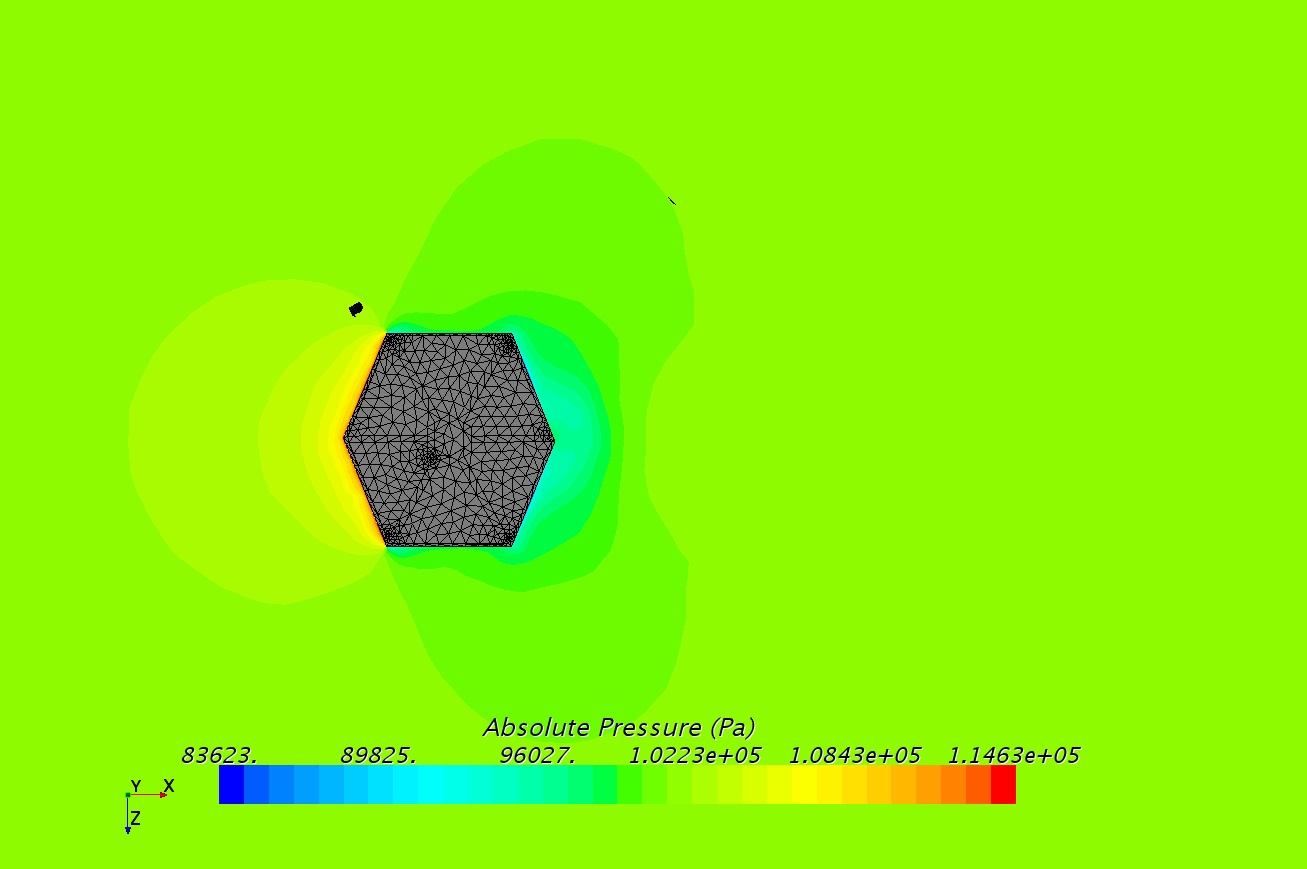 Absolute Pressure (Pa)
83623. 89825. 96027. 1.0223e+05 1.0843e+05 1.1463e+05
Y X
Z